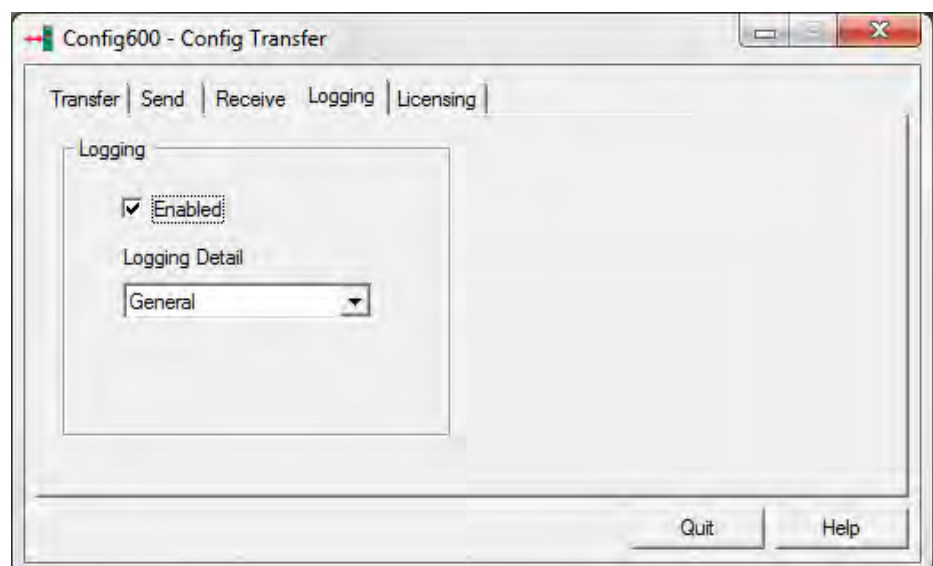 Config600 - Config Transfer
Transfer Send Receive Logging Licensing
Logging
Enabled
Logging Detail
General
Quit Help